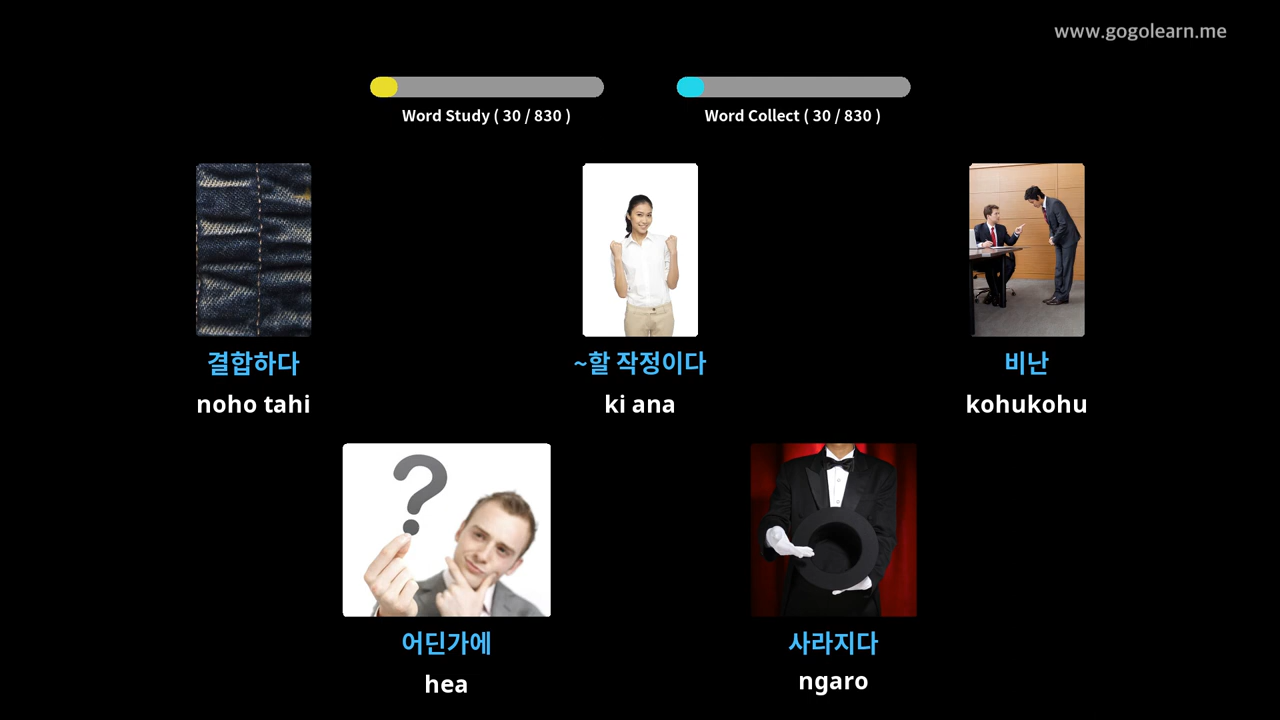 www.gogolearn.me
Word Study ( 30 / 830 )
Word Collect ( 30 / 830 )
결합하다
noho tahi
~할 작정이다
ki ana
비난
kohukohu
어딘가에
hea
사라지다
ngaro